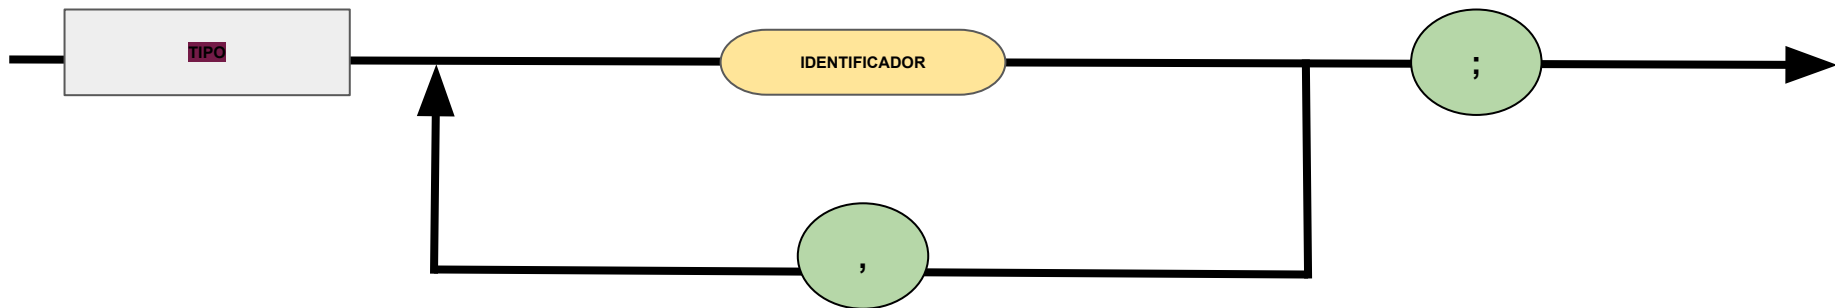 TIPO
IDENTIFICADOR
;
,